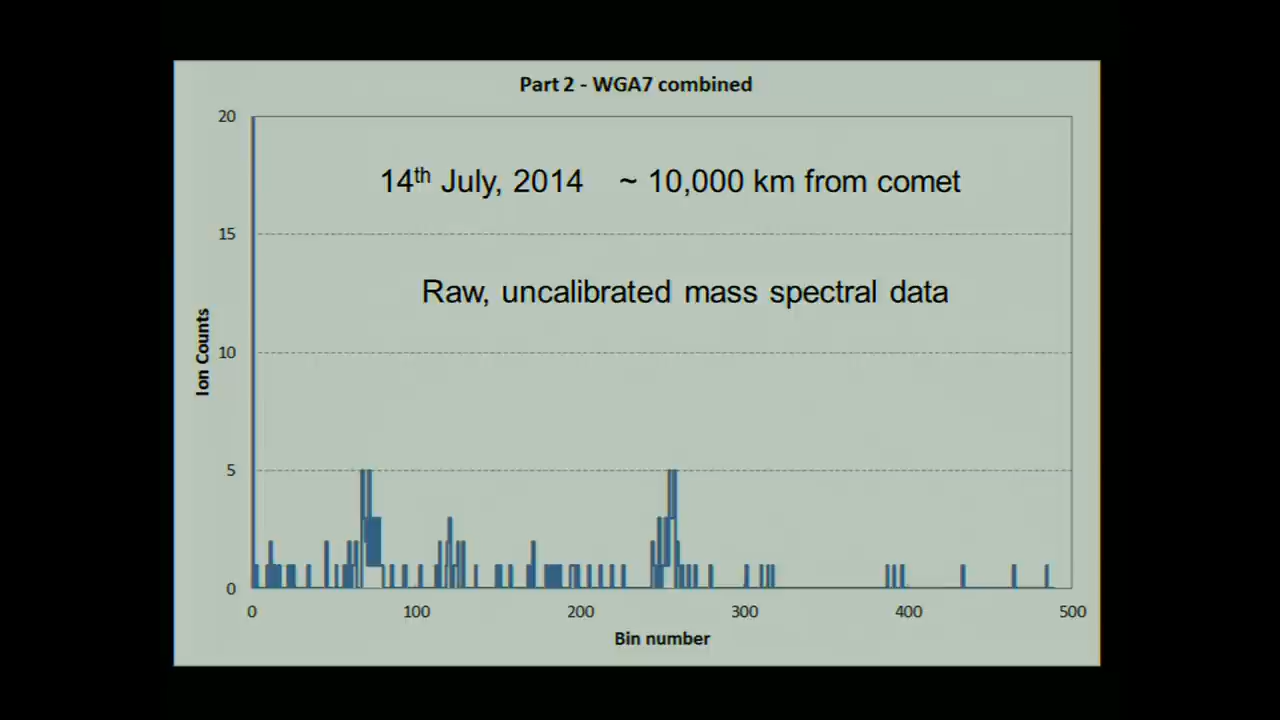 Part 2 - WGA7 combined
20
14th July, 2014 ~ 10,000 km from comet
15
Raw, uncalibrated mass spectral data
Ion Counts
10
5
0
0 100 200 300 400 500
Bin number